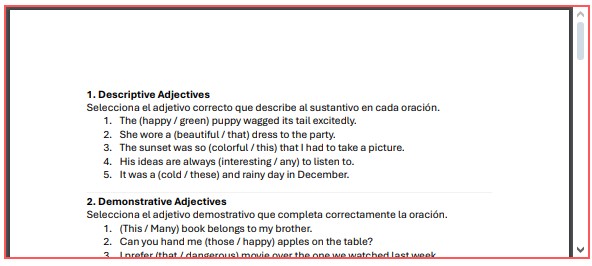 1. Descriptive Adjectives
Selecciona el adjetivo correcto que describe al sustantivo en cada oración.
1. The (happy / green) puppy wagged its tail excitedly.
2. She wore a (beautiful / that) dress to the party.
3. The sunset was so (colorful / this) that I had to take a picture.
4. His ideas are always (interesting / any) to listen to.
5. It was a (cold / these) and rainy day in December.
2. Demonstrative Adjectives
Selecciona el adjetivo demostrativo que completa correctamente la oración.
1. (This / Many) book belongs to my brother.
2. Can you hand me (those / happy) apples on the table?
3. I prefer (that / dangerous) movie over the one we watched last week.